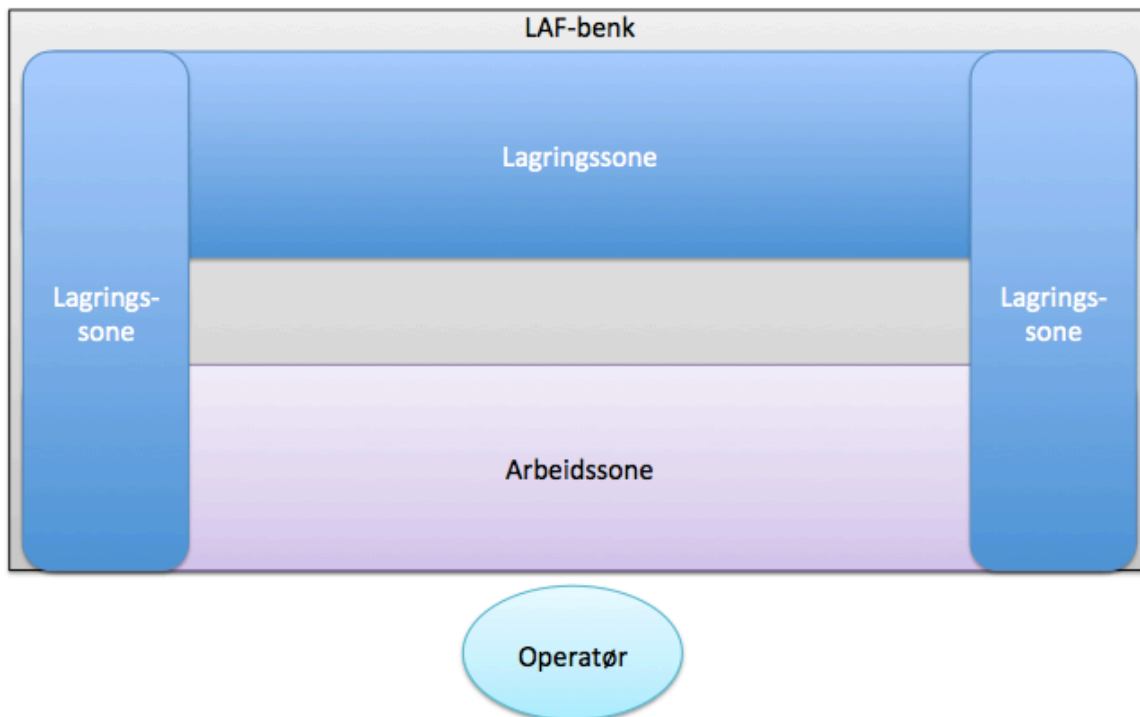 LAF-benk
Lagringssone
Lagrings-
sone
Lagrings-
sone
Arbeidssone
Operatør